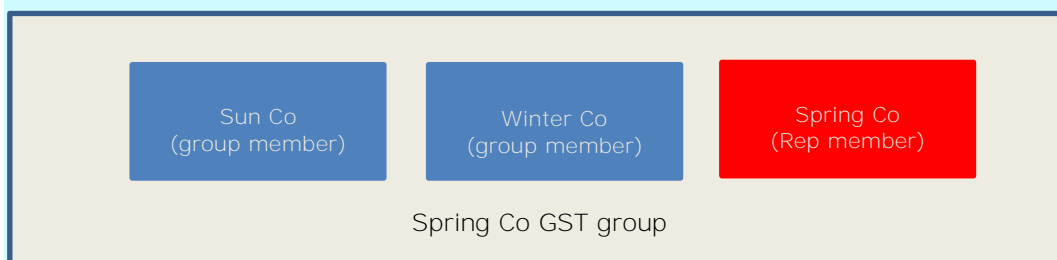 Sun Co
(group member)
Winter Co
(group member)
Spring Co
(Rep member)
Spring Co GST group